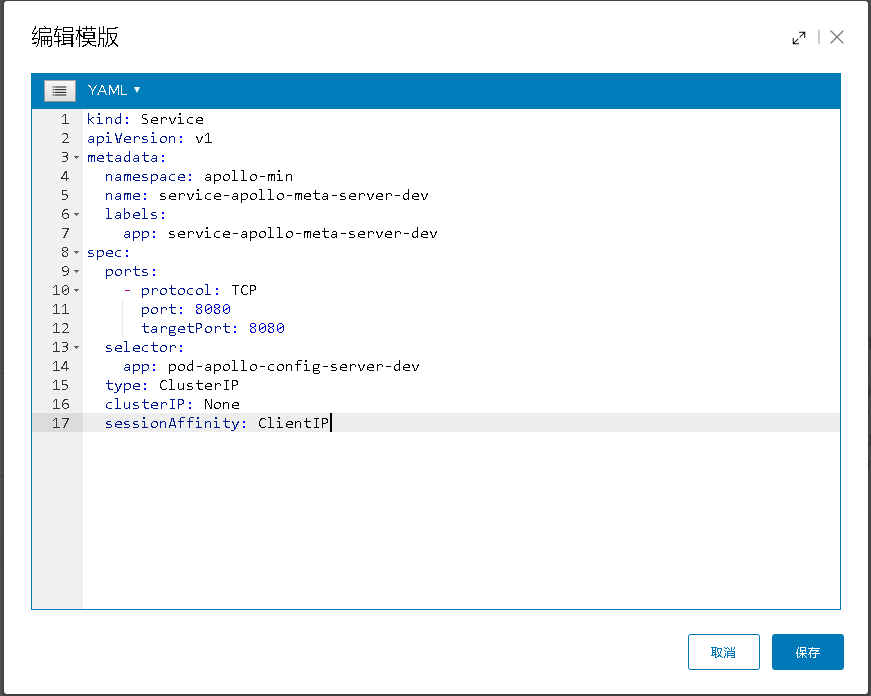 编辑模版
YAML
1 kind: Service
2 apiVersion: v1
3 metadata:
4   namespace: apollo-min
5   name: service-apollo-meta-server-dev
6   labels:
7     app: service-apollo-meta-server-dev
8 spec:
9   ports:
10     - protocol: TCP
11       port: 8080
12       targetPort: 8080
13   selector:
14     app: pod-apollo-config-server-dev
15   type: ClusterIP
16   clusterIP: None
17   sessionAffinity: ClientIP
取消 保存